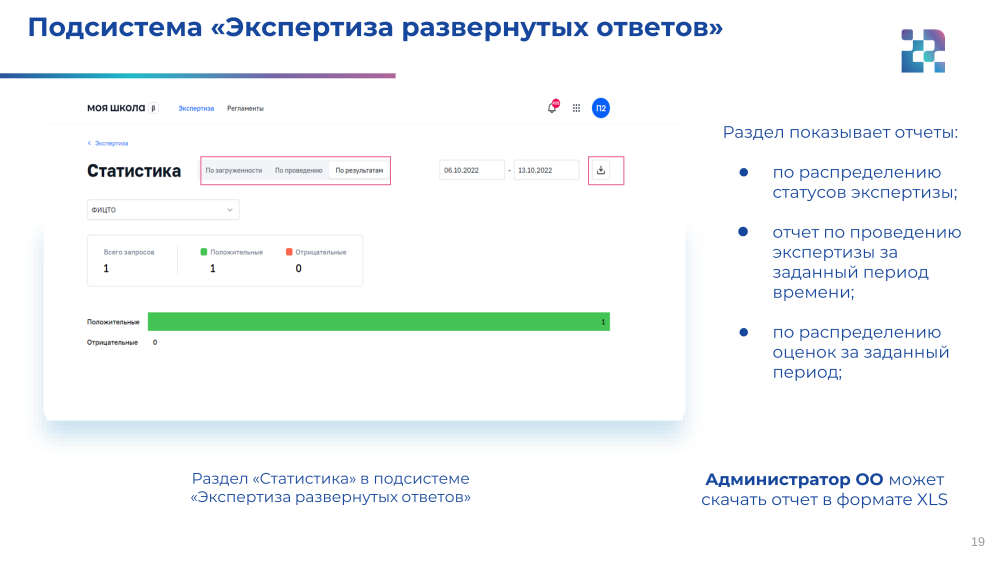 Подсистема «Экспертиза развернутых ответов»
моя школа β Экспертиза Регламенты П2
Экспертиза
Статистика По загруженности По проведению По результатам 06.10.2022 - 13.10.2022
ФИЦТО
Всего запросов Положительные Отрицательные
1 1 0
Положительные 1
Отрицательные 0
Раздел показывает отчеты:
● по распределению
статусов экспертизы;
● отчет по проведению
экспертизы за
заданный период
времени;
● по распределению
оценок за заданный
период;
Раздел «Статистика» в подсистеме
«Экспертиза развернутых ответов»
Администратор ОО может
скачать отчет в формате XLS
19